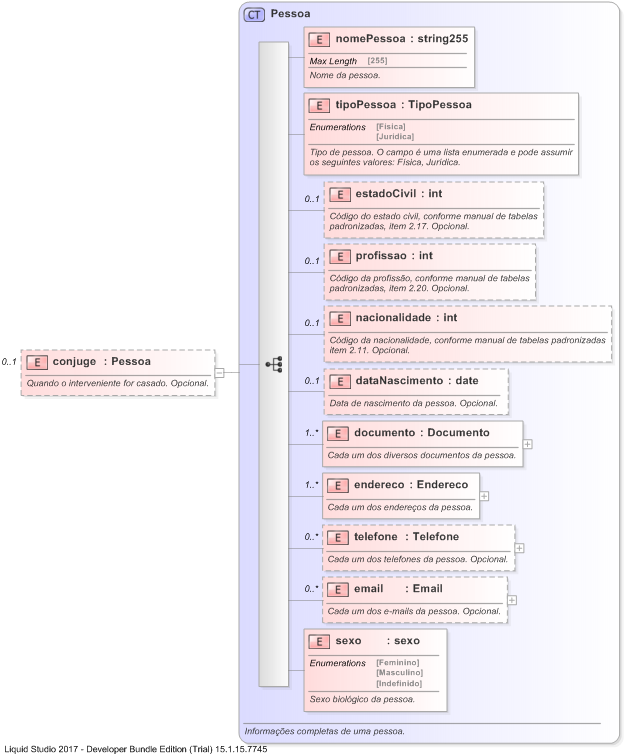 CT Pessoa
E nomePessoa : string255
Max Length [255]
Nome da pessoa.
E tipoPessoa : TipoPessoa
Enumerations [Física]
[Jurídica]
Tipo de pessoa. O campo é uma lista enumerada e pode assumir
os seguintes valores: Física, Jurídica.
0..1 E estadoCivil : int
Código do estado civil, conforme manual de tabelas
padronizadas, item 2.17. Opcional.
0..1 E profissao : int
Código da profissão, conforme manual de tabelas
padronizadas, item 2.20. Opcional.
0..1 E nacionalidade : int
Código da nacionalidade, conforme manual de tabelas padronizadas
item 2.11. Opcional.
0..1 E conjuge : Pessoa
Quando o interveniente for casado. Opcional.
0..1 E dataNascimento : date
Data de nascimento da pessoa. Opcional.
1..* E documento : Documento
Cada um dos diversos documentos da pessoa.
1..* E endereco : Endereco
Cada um dos endereços da pessoa.
0..* E telefone : Telefone
Cada um dos telefones da pessoa. Opcional.
0..* E email : Email
Cada um dos e-mails da pessoa. Opcional.
E sexo : sexo
Enumerations [Feminino]
[Masculino]
[Indefinido]
Sexo biológico da pessoa.
Informações completas de uma pessoa.
Liquid Studio 2017 - Developer Bundle Edition (Trial) 15.1.15.7745